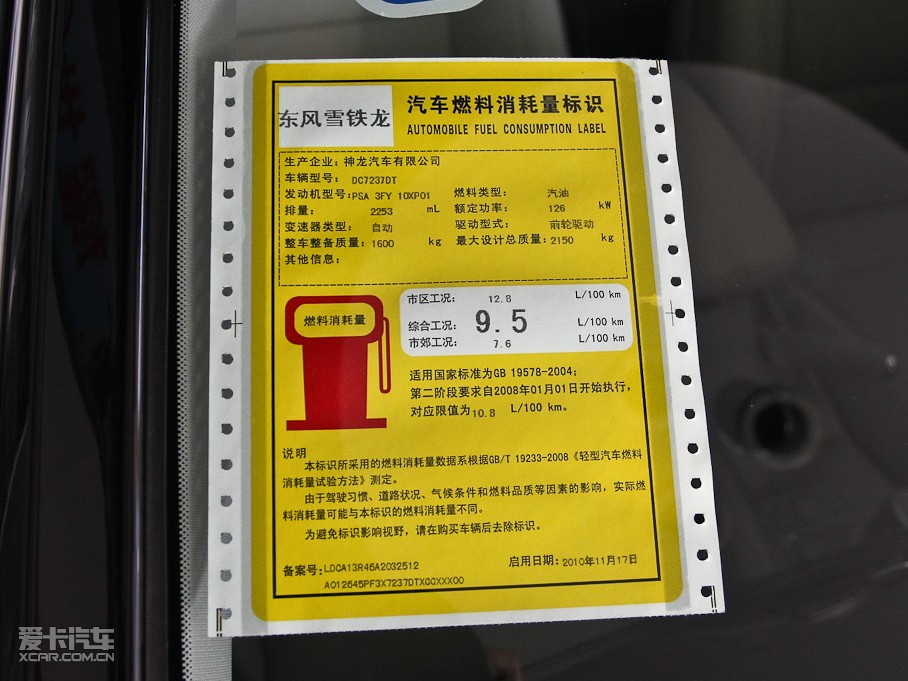 东风雪铁龙
汽车燃料消耗量标识
AUTOMOBILE FUEL CONSUMPTION LABEL
生产企业：神龙汽车有限公司
车辆型号： DC7237DT
发动机型号：PSA 3FY 10XP01 燃料类型： 汽油
排量： 2253 mL 额定功率： 126 kW
变速器类型： 自动 驱动型式： 前轮驱动
整车整备质量：1600 kg 最大设计总质量：2150 kg
其他信息：
燃料消耗量
市区工况： 12.8 L/100 km
综合工况： 9.5 L/100 km
市郊工况： 7.6 L/100 km
适用国家标准为GB 19578-2004；
第二阶段要求自2008年01月01日开始执行，
对应限值为10.8 L/100 km。
说明
本标识所采用的燃料消耗量数据系根据GB/T 19233-2008《轻型汽车燃料
消耗量试验方法》测定。
由于驾驶习惯、道路状况、气候条件和燃料品质等因素的影响，实际燃
料消耗量可能与本标识的燃料消耗量不同。
为避免标识影响视野，请在购买车辆后去除标识。
备案号：LDCA13R46A2032512 启用日期：2010年11月17日
A012645PF3X7237DTX00XXX00
爱卡汽车
XCAR.COM.CN